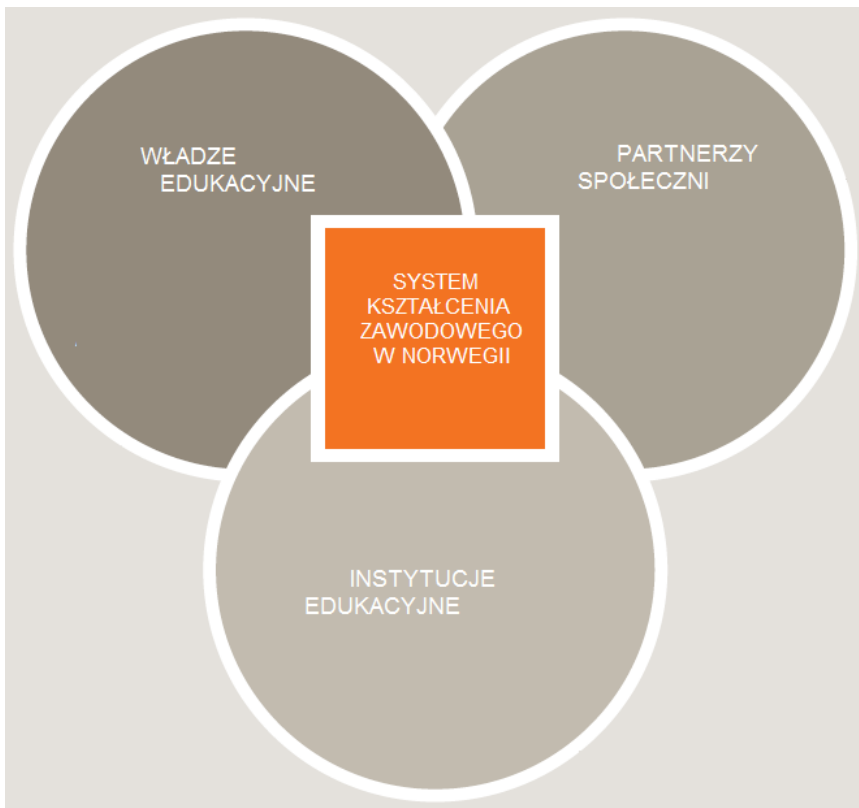 WŁADZE
EDUKACYJNE
PARTNERZY
SPOŁECZNI
SYSTEM
KSZTAŁCENIA
ZAWODOWEGO
W NORWEGII
INSTYTUCJE
EDUKACYJNE